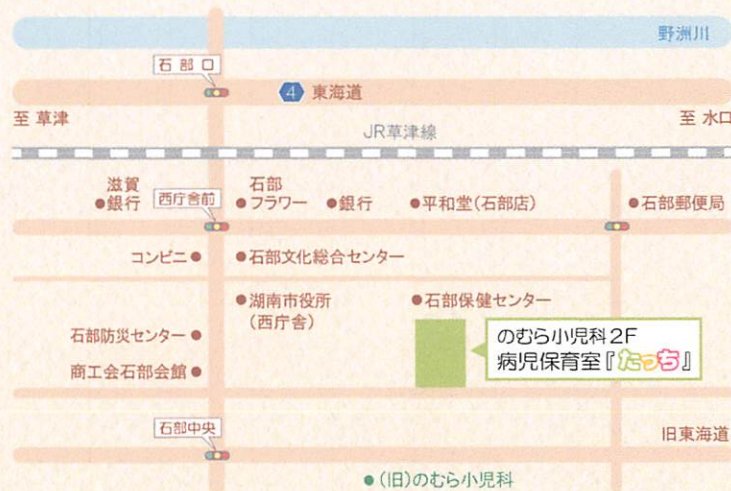 野洲川
石部口
4 東海道
至 草津
至 水口
JR草津線
滋賀
●銀行
西庁舎前
石部
●フラワー
●銀行
●平和堂(石部店)
●石部郵便局
コンビニ●
●石部文化総合センター
●湖南市役所
(西庁舎)
●石部保健センター
石部防災センター●
商工会石部会館●
のむら小児科2F
病児保育室『たっち』
石部中央
旧東海道
●(旧)のむら小児科